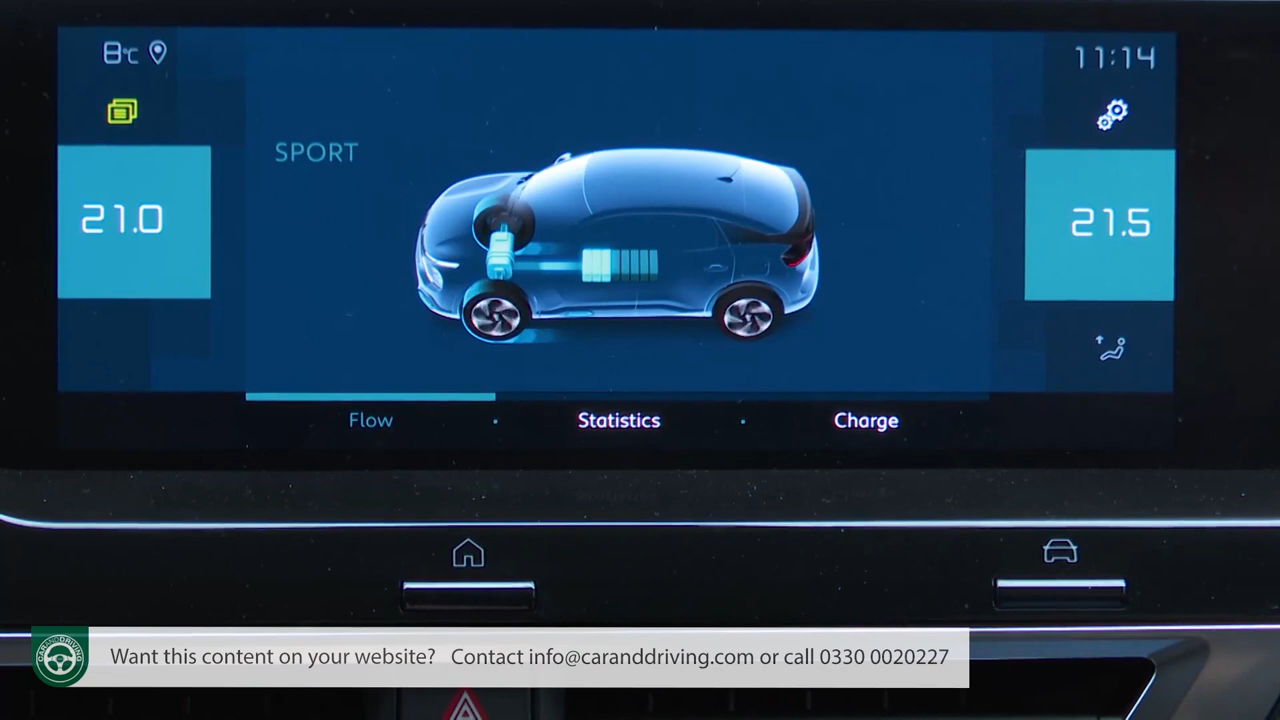 8°C
11:14
SPORT
21.0
21.5
Flow · Statistics · Charge
CARANDDRIVING
Want this content on your website? Contact info@caranddriving.com or call 0330 0020227